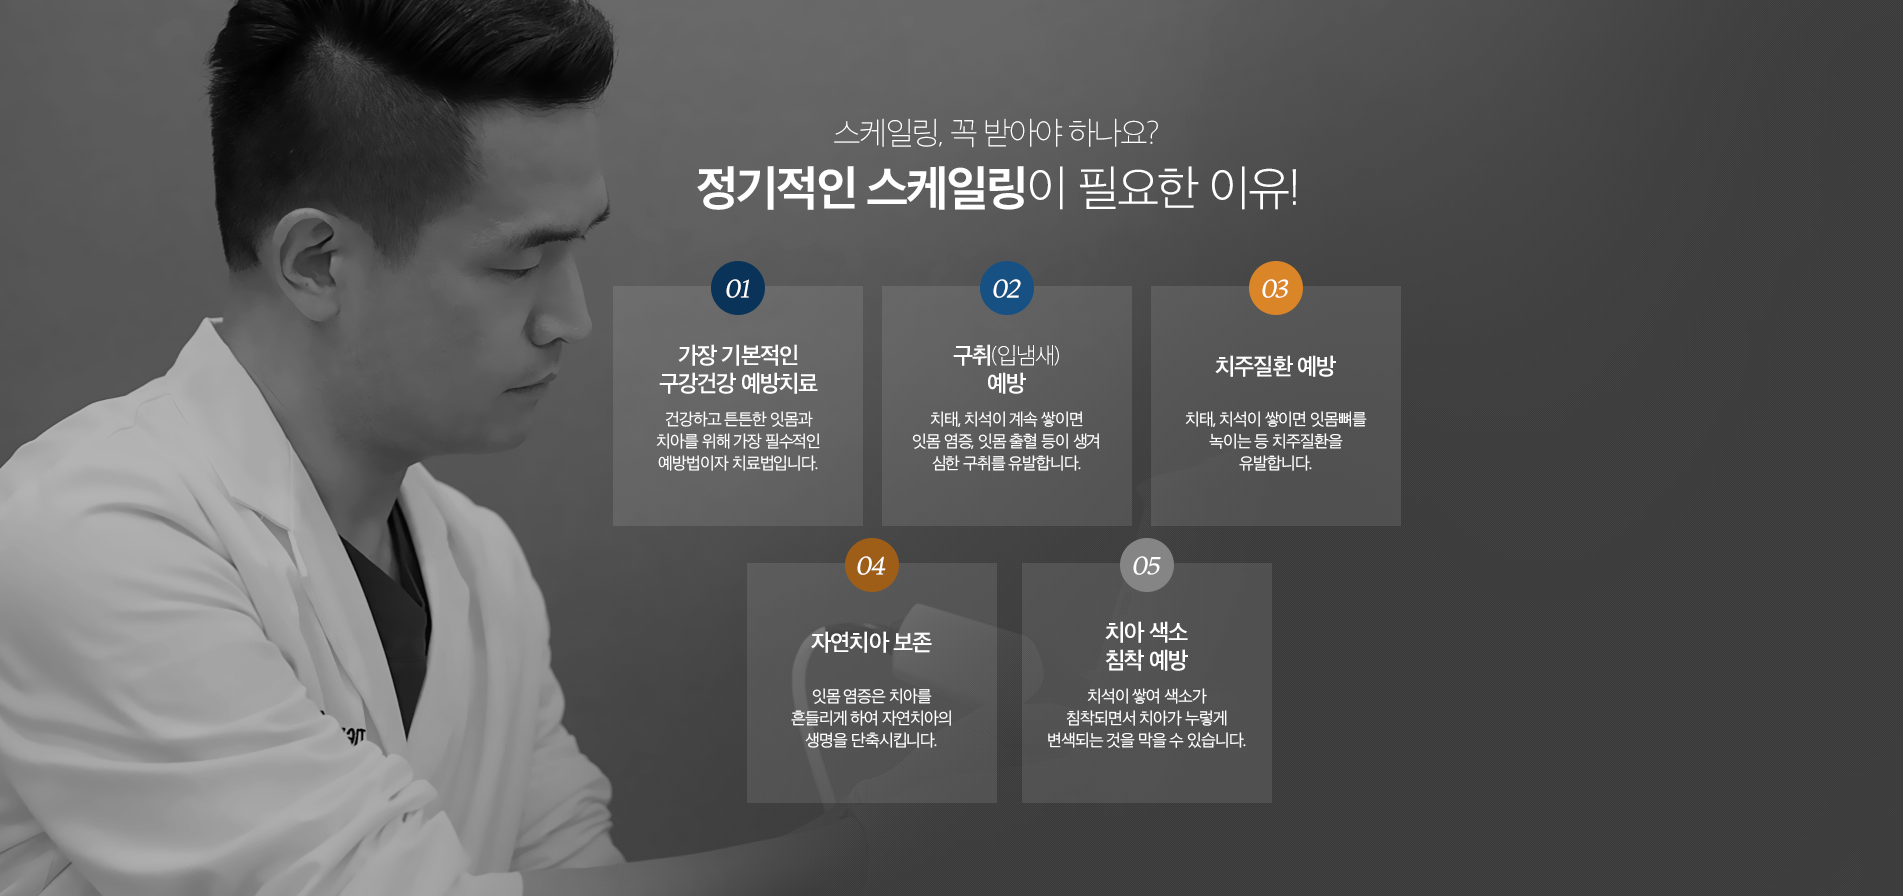 스케일링, 꼭 받아야 하나요?
정기적인 스케일링이 필요한 이유!
01
가장 기본적인
구강건강 예방치료
건강하고 튼튼한 잇몸과
치아를 위해 가장 필수적인
예방법이자 치료법입니다.
02
구취(입냄새)
예방
치태, 치석이 계속 쌓이면
잇몸 염증, 잇몸 출혈 등이 생겨
심한 구취를 유발합니다.
03
치주질환 예방
치태, 치석이 쌓이면 잇몸뼈를
녹이는 등 치주질환을
유발합니다.
04
자연치아 보존
잇몸 염증은 치아를
흔들리게 하여 자연치아의
생명을 단축시킵니다.
05
치아 색소
침착 예방
치석이 쌓여 색소가
침착되면서 치아가 누렇게
변색되는 것을 막을 수 있습니다.